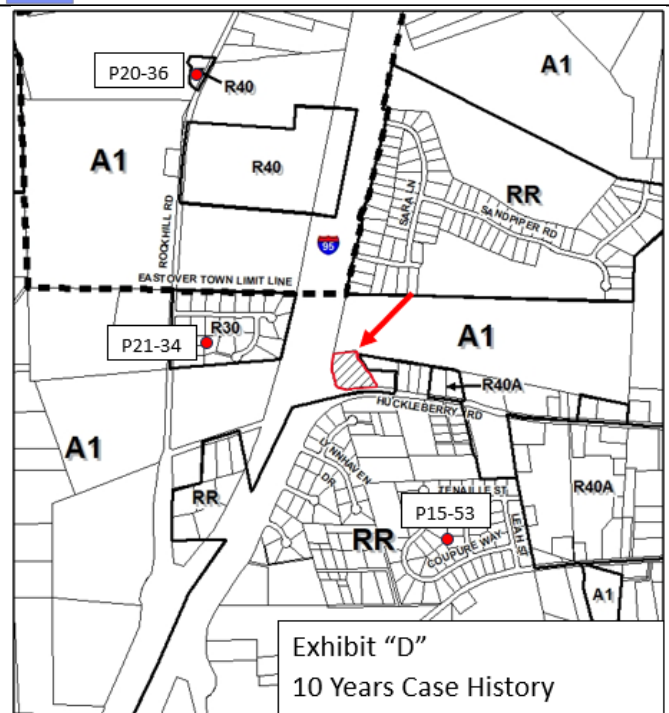 P20-36
R40
A1
A1
R40
RR
SARA LN
SANDPIPER RD
ROCKHILL RD
95
EASTOVER TOWN LIMIT LINE
R30
P21-34
A1
R40A
HUCKLEBERRY RD
A1
LYNNHAVEN DR
RR
TENAILLE ST
R40A
P15-53
LEAH ST
RR
COUPURE WAY
A1
Exhibit “D”
10 Years Case History